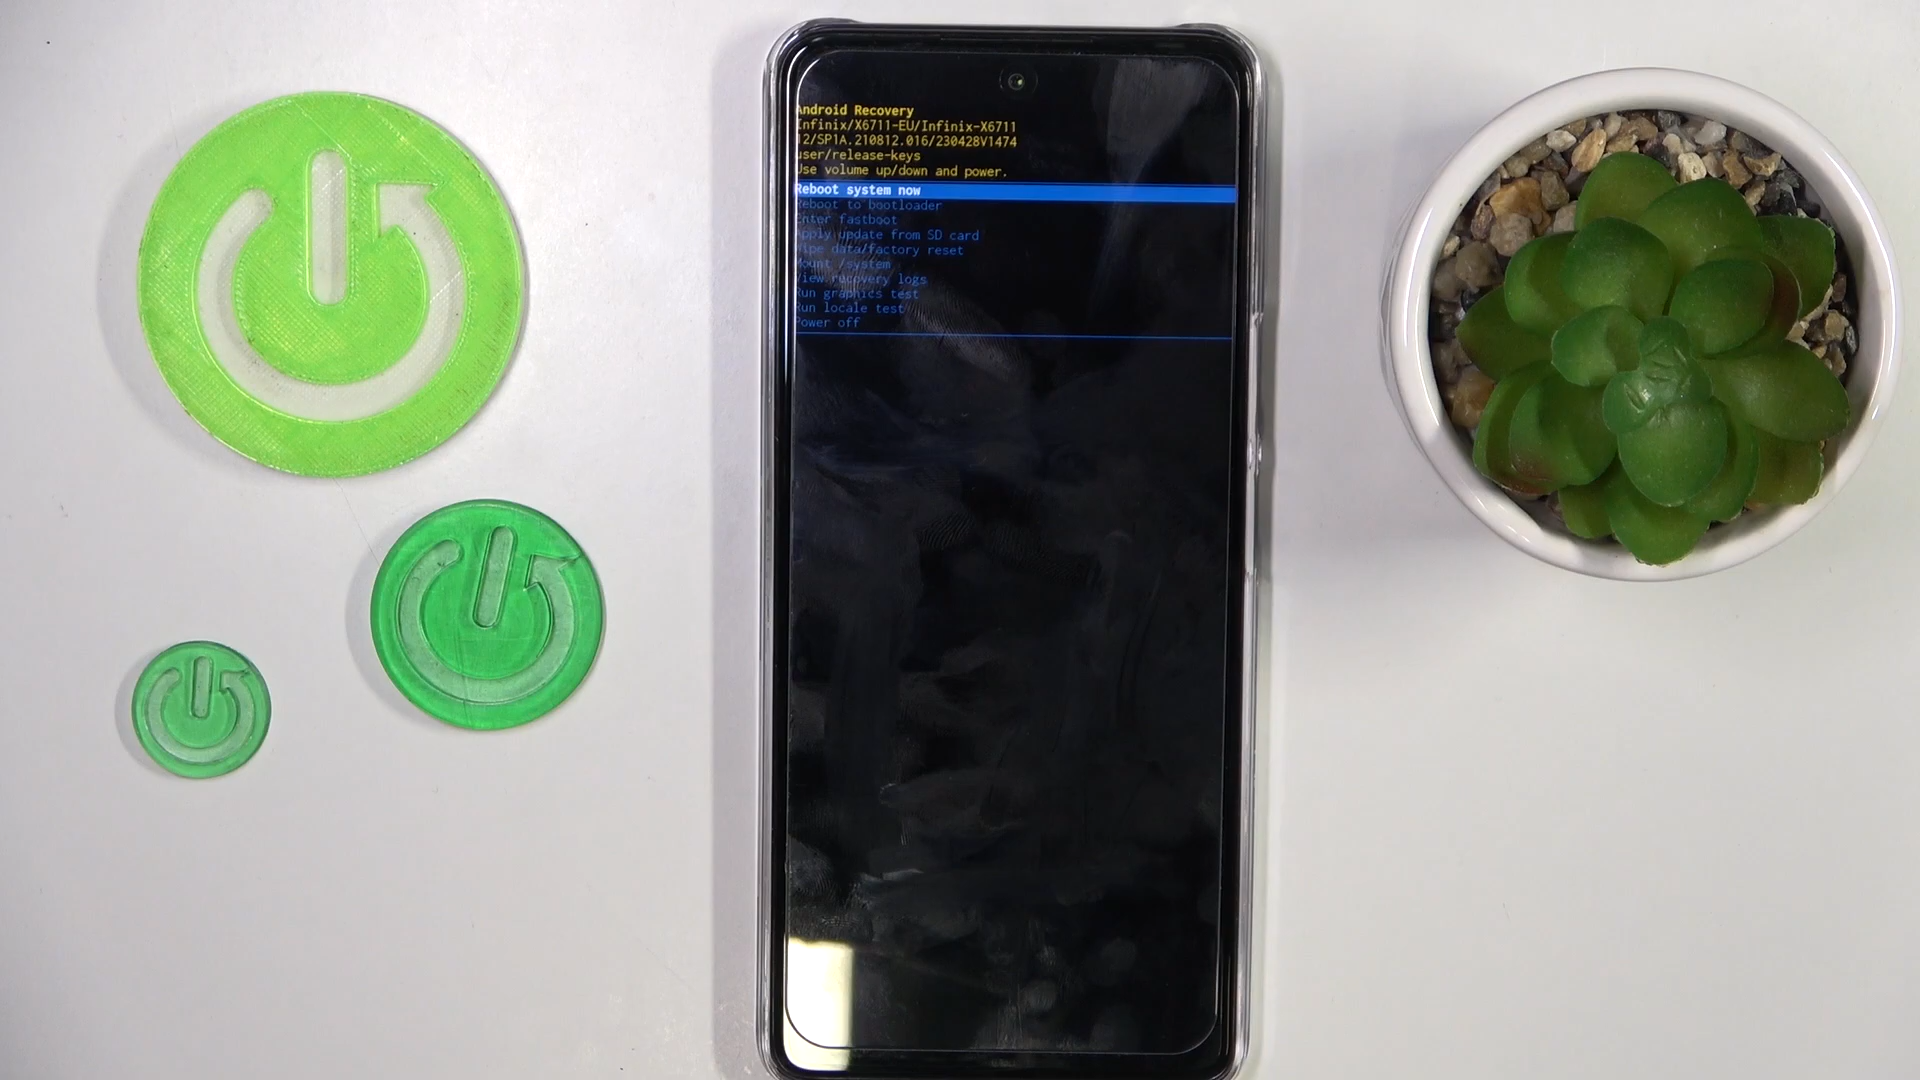 Android Recovery
Infinix/X6711-EU/Infinix-X6711
12/SP1A.210812.016/230428V1474
user/release-keys
Use volume up/down and power.
Reboot system now
Reboot to bootloader
Enter fastboot
Apply update from SD card
Wipe data/factory reset
Mount /system
View recovery logs
Run graphics test
Run locale test
Power off